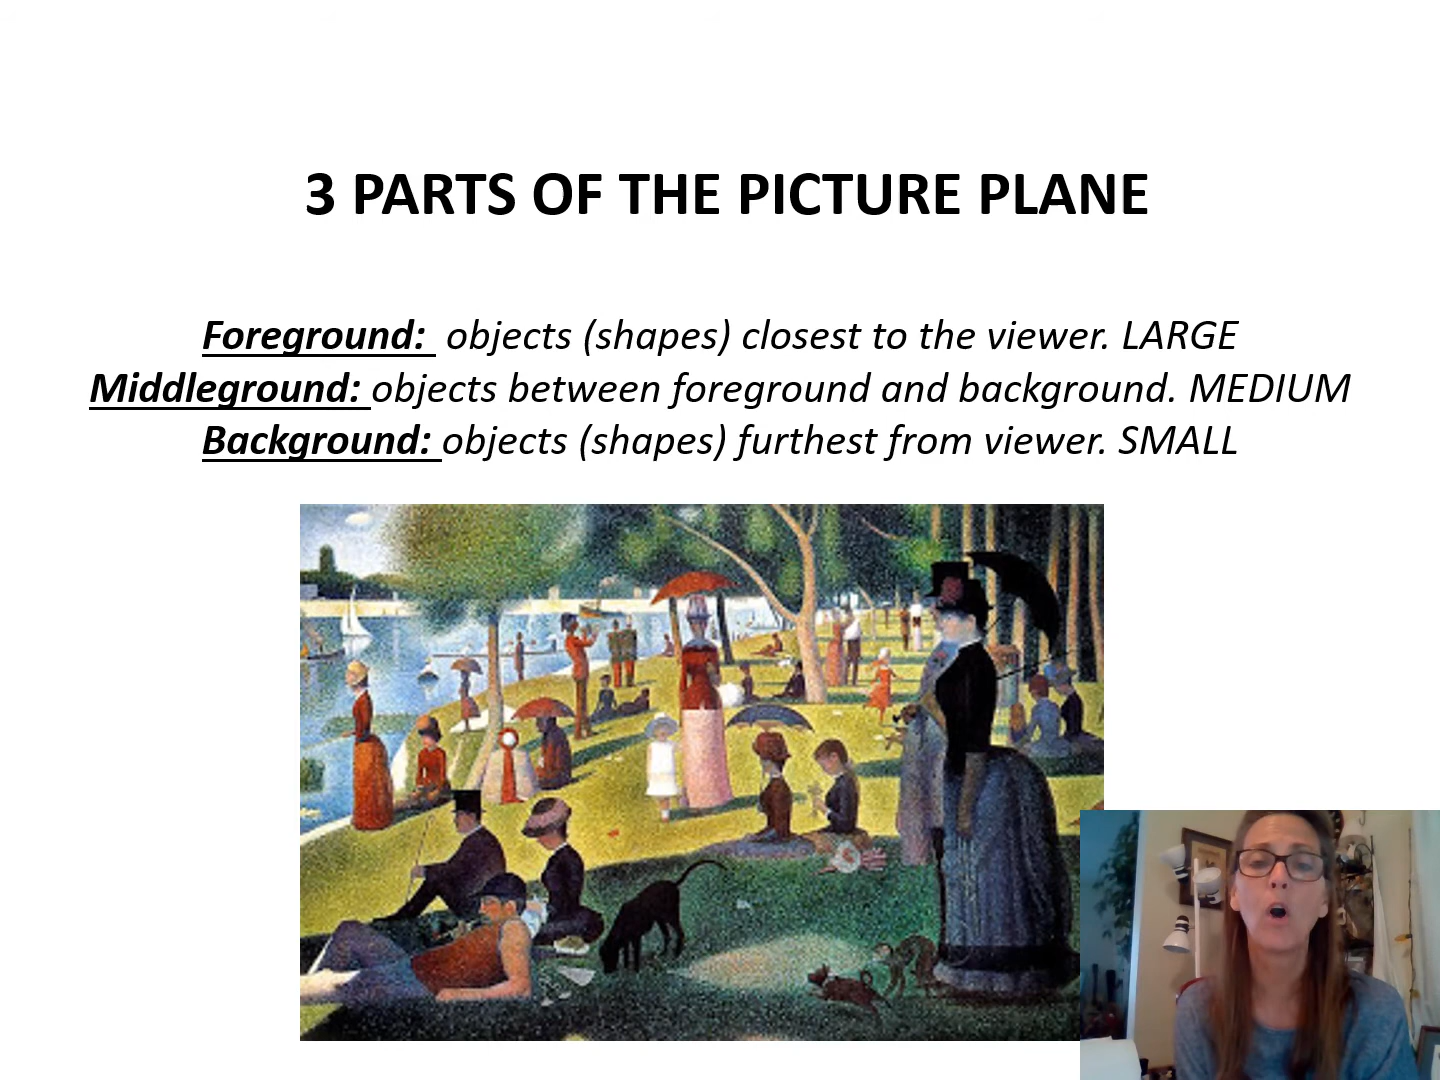 3 PARTS OF THE PICTURE PLANE
Foreground: objects (shapes) closest to the viewer. LARGE
Middleground: objects between foreground and background. MEDIUM
Background: objects (shapes) furthest from viewer. SMALL